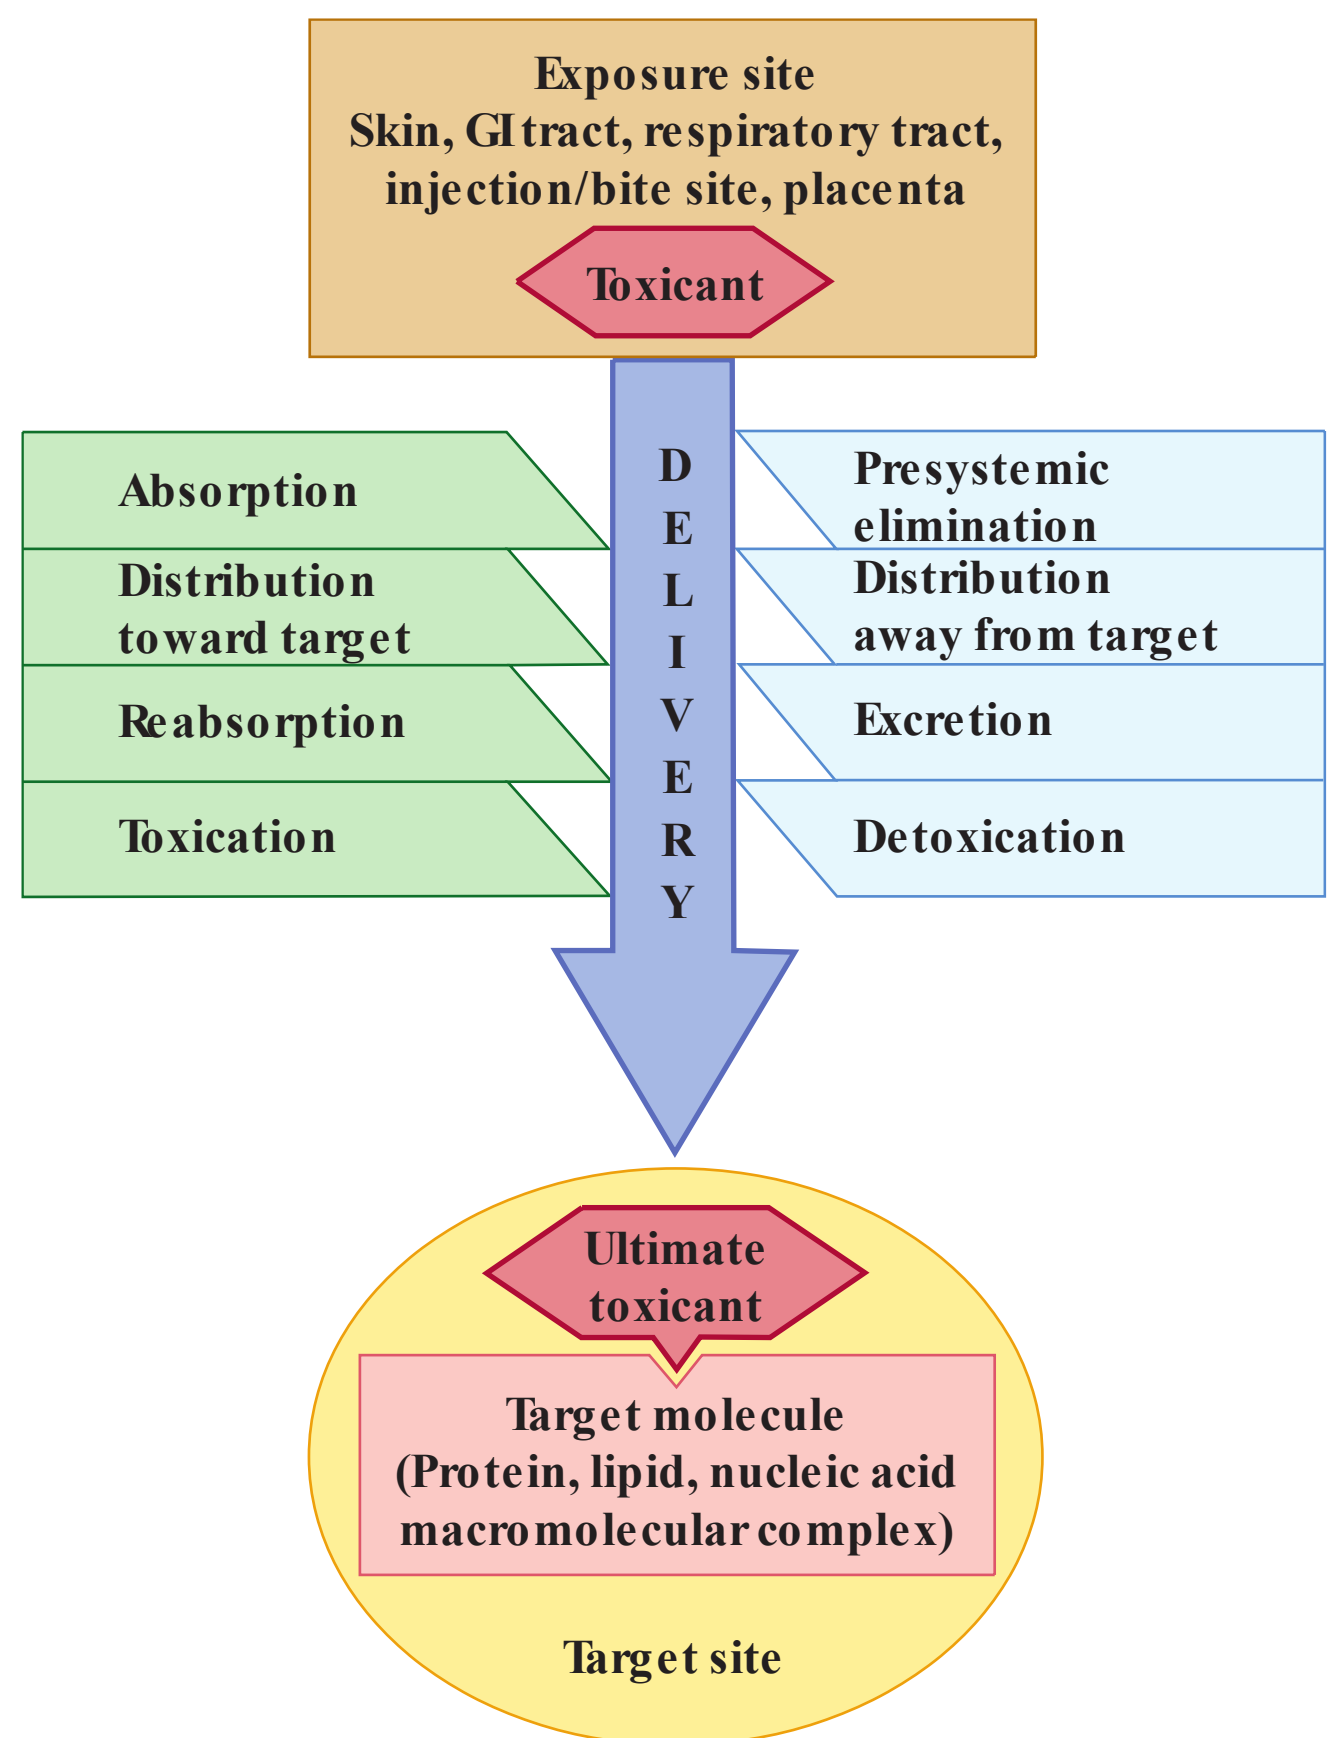 Exposure site
Skin, GI tract, respiratory tract,
injection/bite site, placenta
Toxicant
DELIVERY
Absorption
Distribution
toward target
Reabsorption
Toxication
Presystemic
elimination
Distribution
away from target
Excretion
Detoxication
Ultimate
toxicant
Target molecule
(Protein, lipid, nucleic acid
macromolecular complex)
Target site